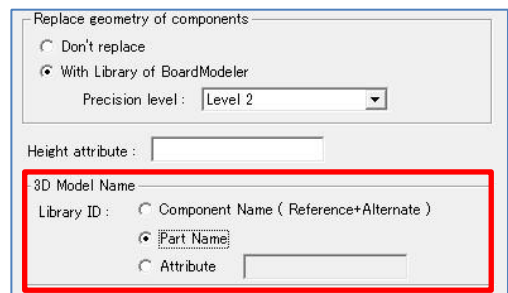 Replace geometry of components
Don't replace
With Library of BoardModeler
Precision level : Level 2
Height attribute :
3D Model Name
Library ID : Component Name ( Reference+Alternate )
Part Name
Attribute